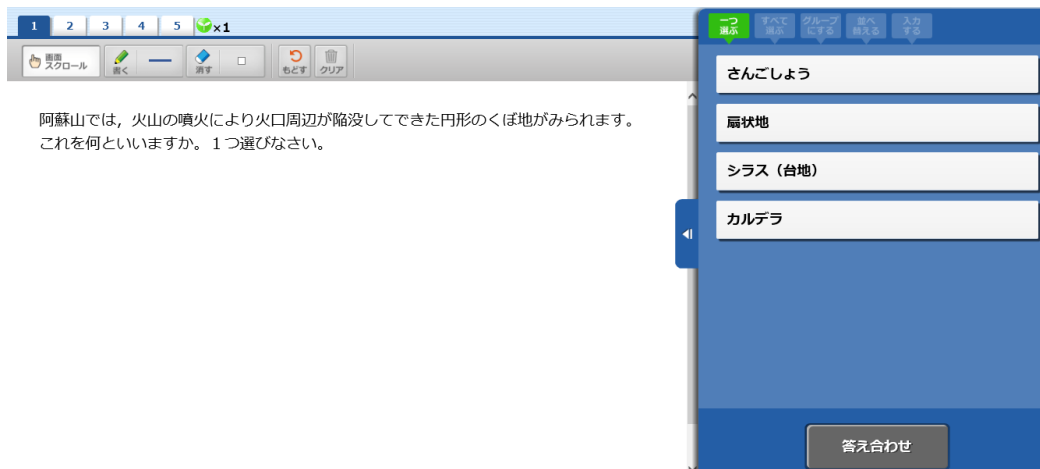 1 2 3 4 5 ×1
一つ選ぶ すべて選ぶ グループにする 並べ替える 入力する
画面スクロール 書く 消す もどす クリア
阿蘇山では，火山の噴火により火口周辺が陥没してできた円形のくぼ地がみられます。
これを何といいますか。１つ選びなさい。
さんごしょう
扇状地
シラス（台地）
カルデラ
答え合わせ